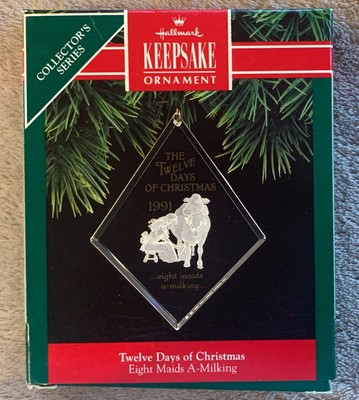 COLLECTOR'S
SERIES
Hallmark
KEEPSAKE
ORNAMENT
THE
TWELVE
DAYS
OF CHRISTMAS
1991
...eight maids
a-milking...
Twelve Days of Christmas
Eight Maids A-Milking